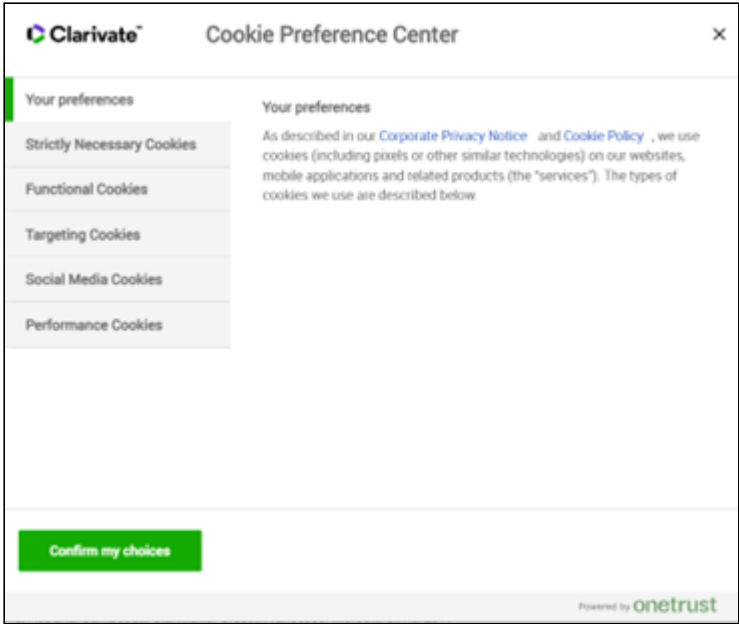 Clarivate™
Cookie Preference Center
×
Your preferences
Strictly Necessary Cookies
Functional Cookies
Targeting Cookies
Social Media Cookies
Performance Cookies
Your preferences
As described in our Corporate Privacy Notice and Cookie Policy , we use
cookies (including pixels or other similar technologies) on our websites,
mobile applications and related products (the "services"). The types of
cookies we use are described below.
Confirm my choices
Powered by onetrust